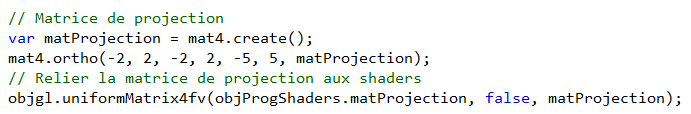 // Matrice de projection
var matProjection = mat4.create();
mat4.ortho(-2, 2, -2, 2, -5, 5, matProjection);
// Relier la matrice de projection aux shaders
objgl.uniformMatrix4fv(objProgShaders.matProjection, false, matProjection);